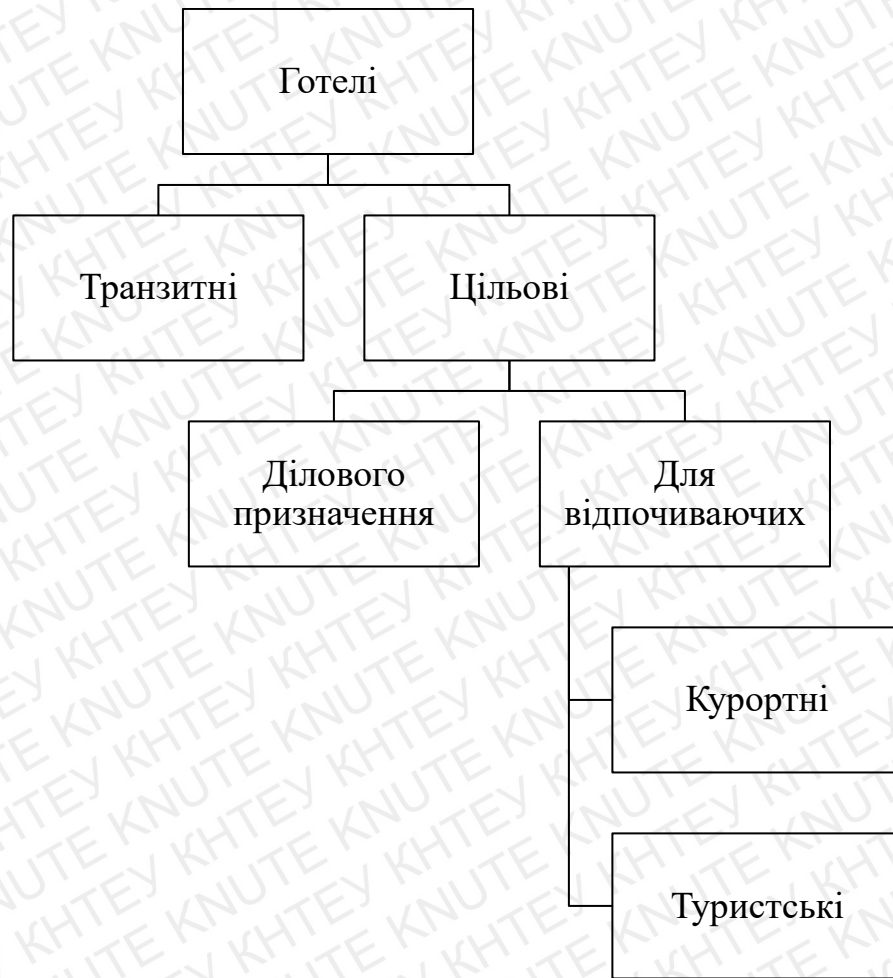 Готелі
Транзитні
Цільові
Ділового
призначення
Для
відпочиваючих
Курортні
Туристські